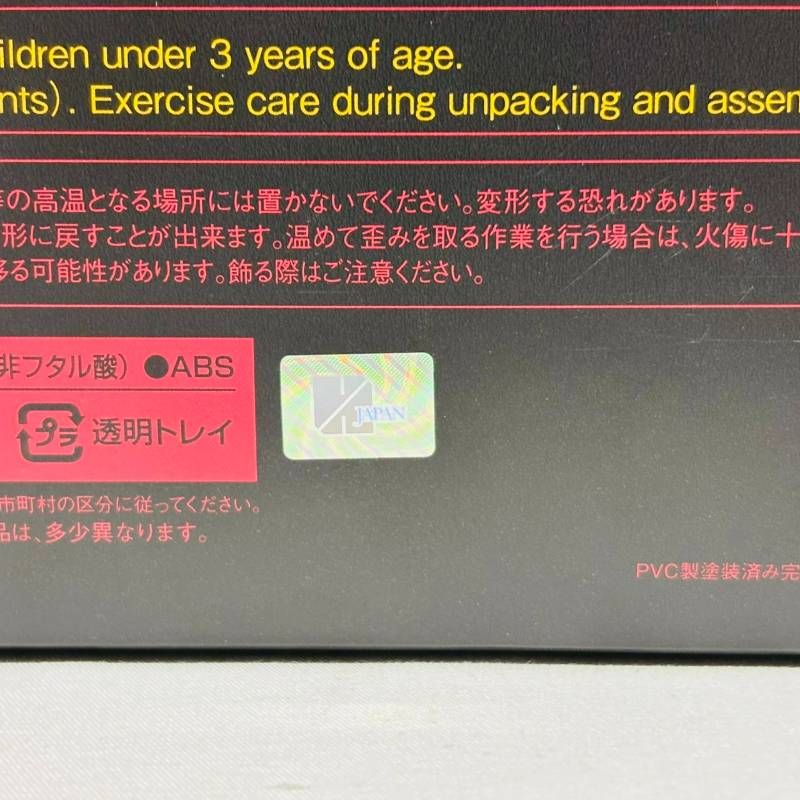 ildren under 3 years of age.
nts). Exercise care during unpacking and assem
等の高温となる場所には置かないでください。変形する恐れがあります。
形に戻すことが出来ます。温めて歪みを取る作業を行う場合は、火傷に十
移る可能性があります。飾る際はご注意ください。
非フタル酸) ●ABS
プラ 透明トレイ
JAPAN
市町村の区分に従ってください。
品は、多少異なります。
PVC製塗装済み完